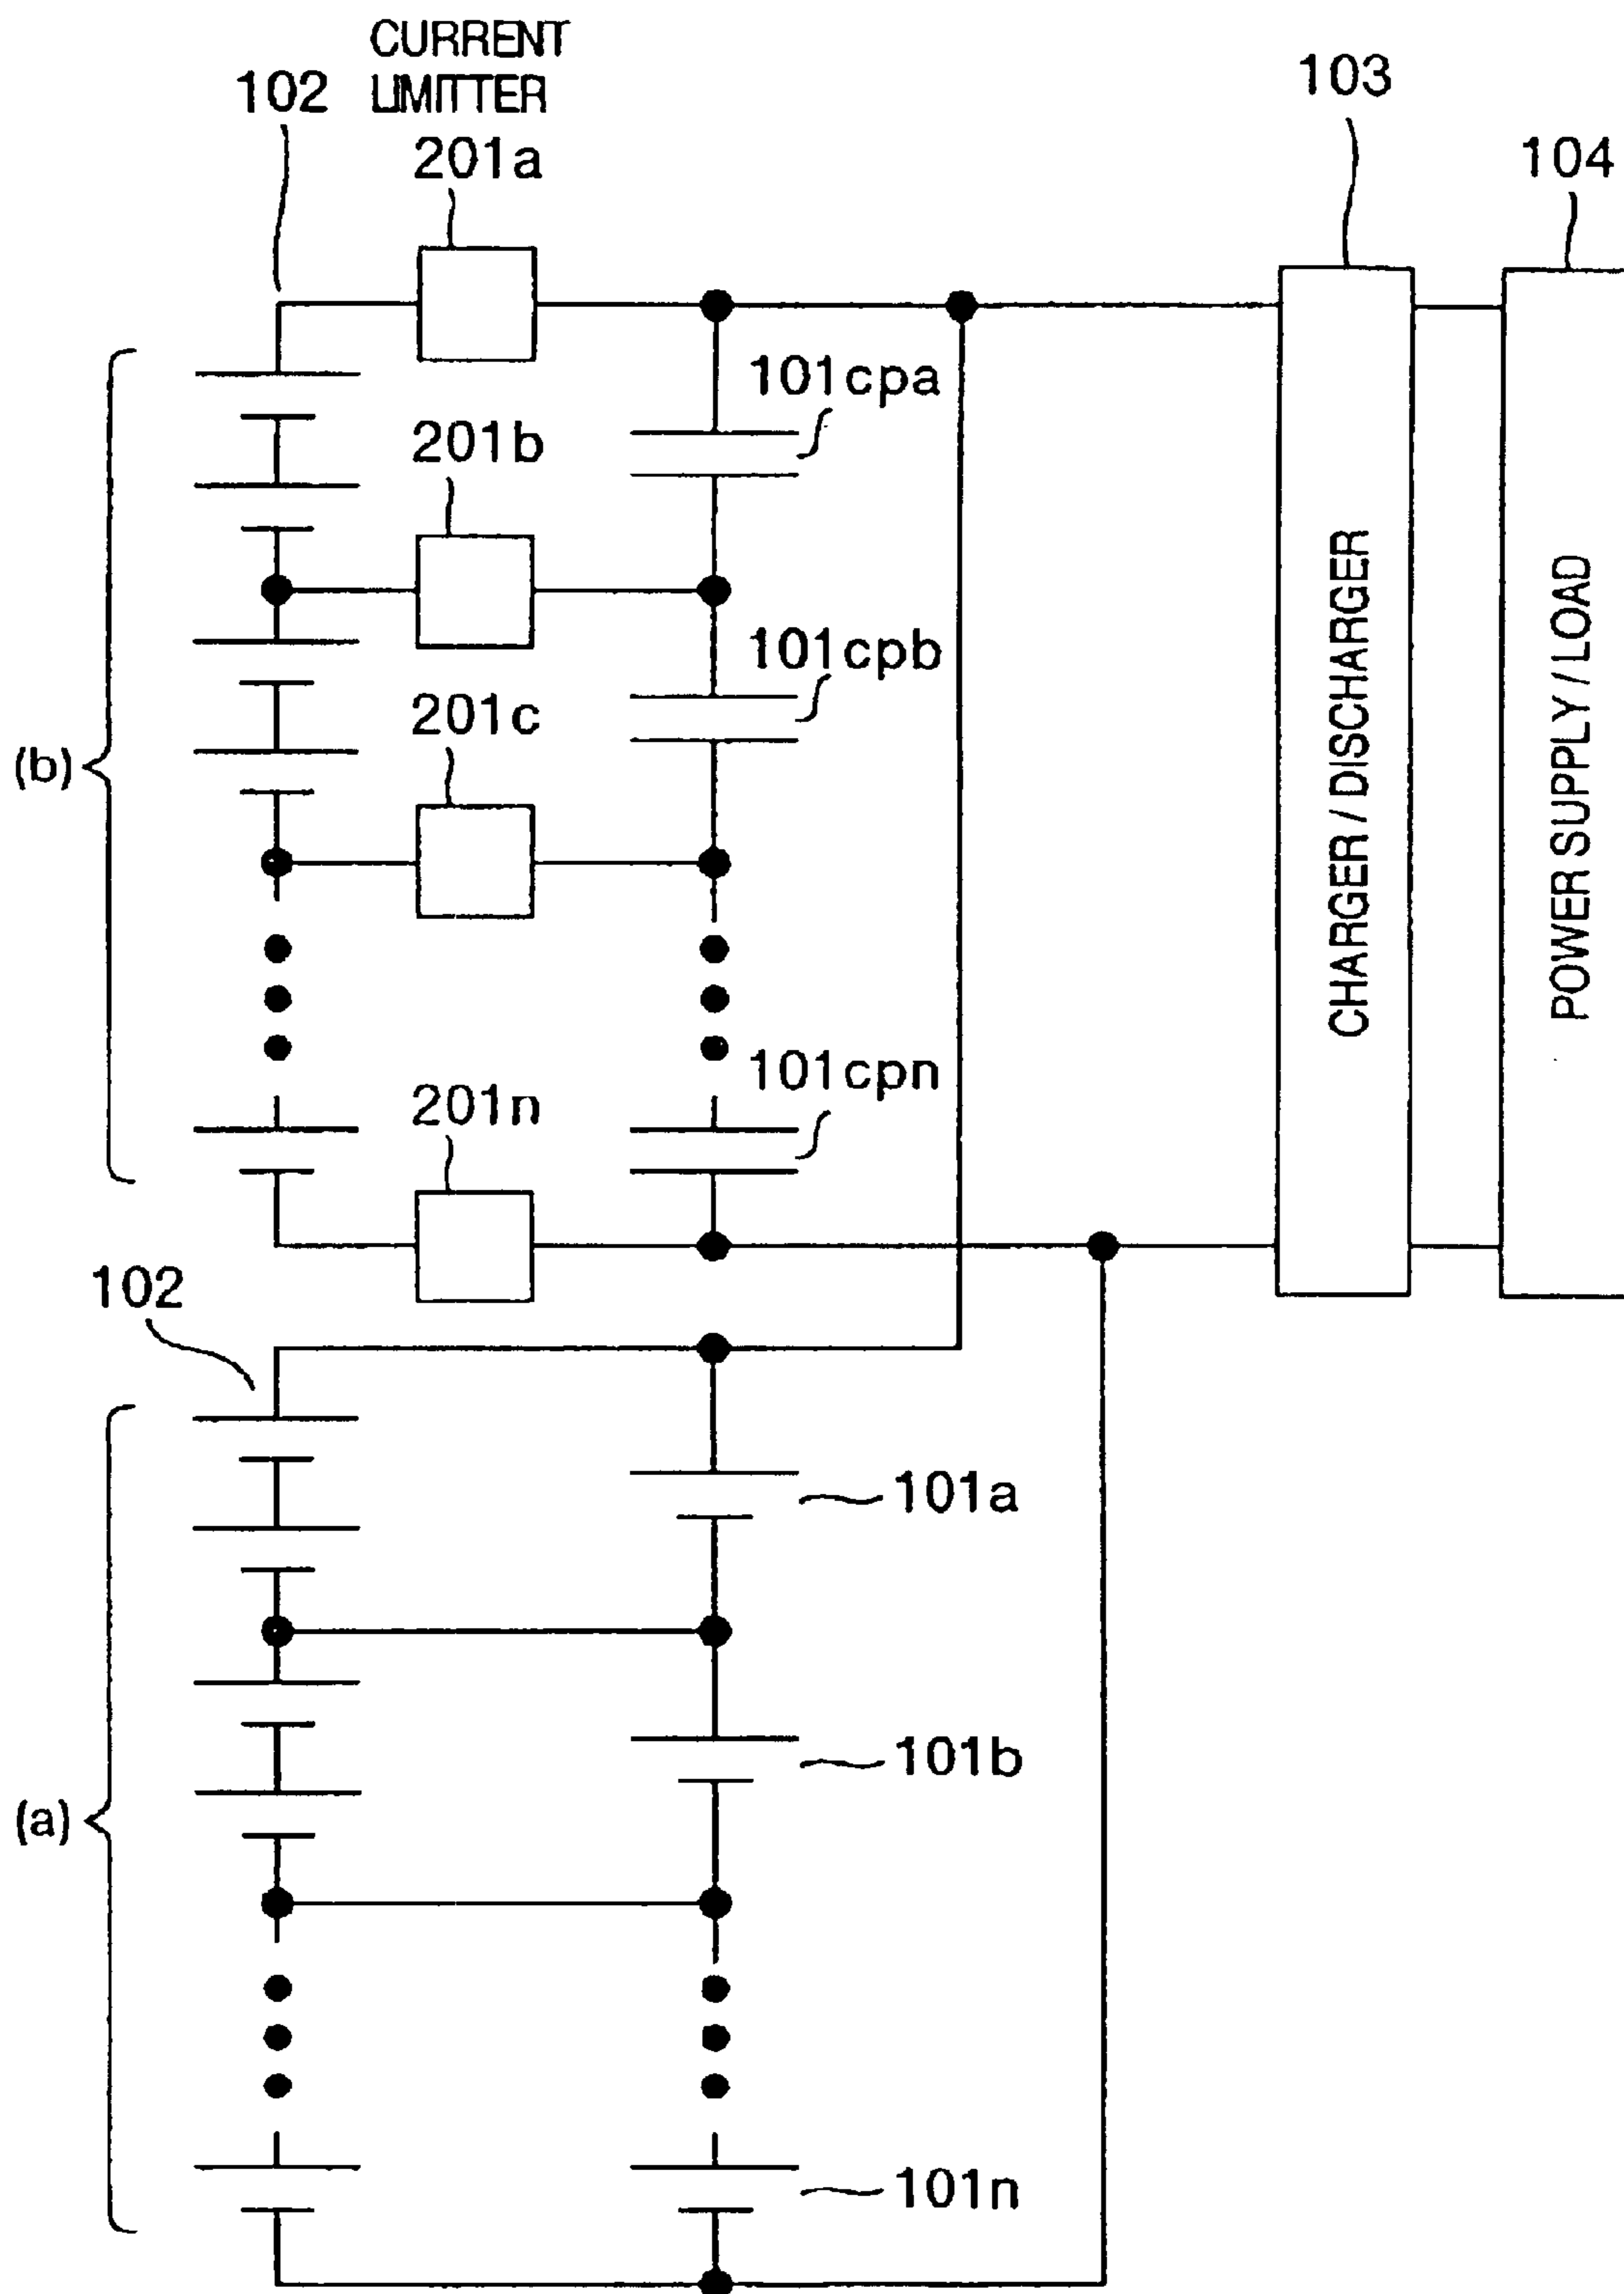 CURRENT
LIMITTER
102
201a
103
104
101cpa
201b
101cpb
201c
(b)
CHARGER / DISCHARGER
POWER SUPPLY / LOAD
101cpn
201n
102
101a
101b
(a)
101n